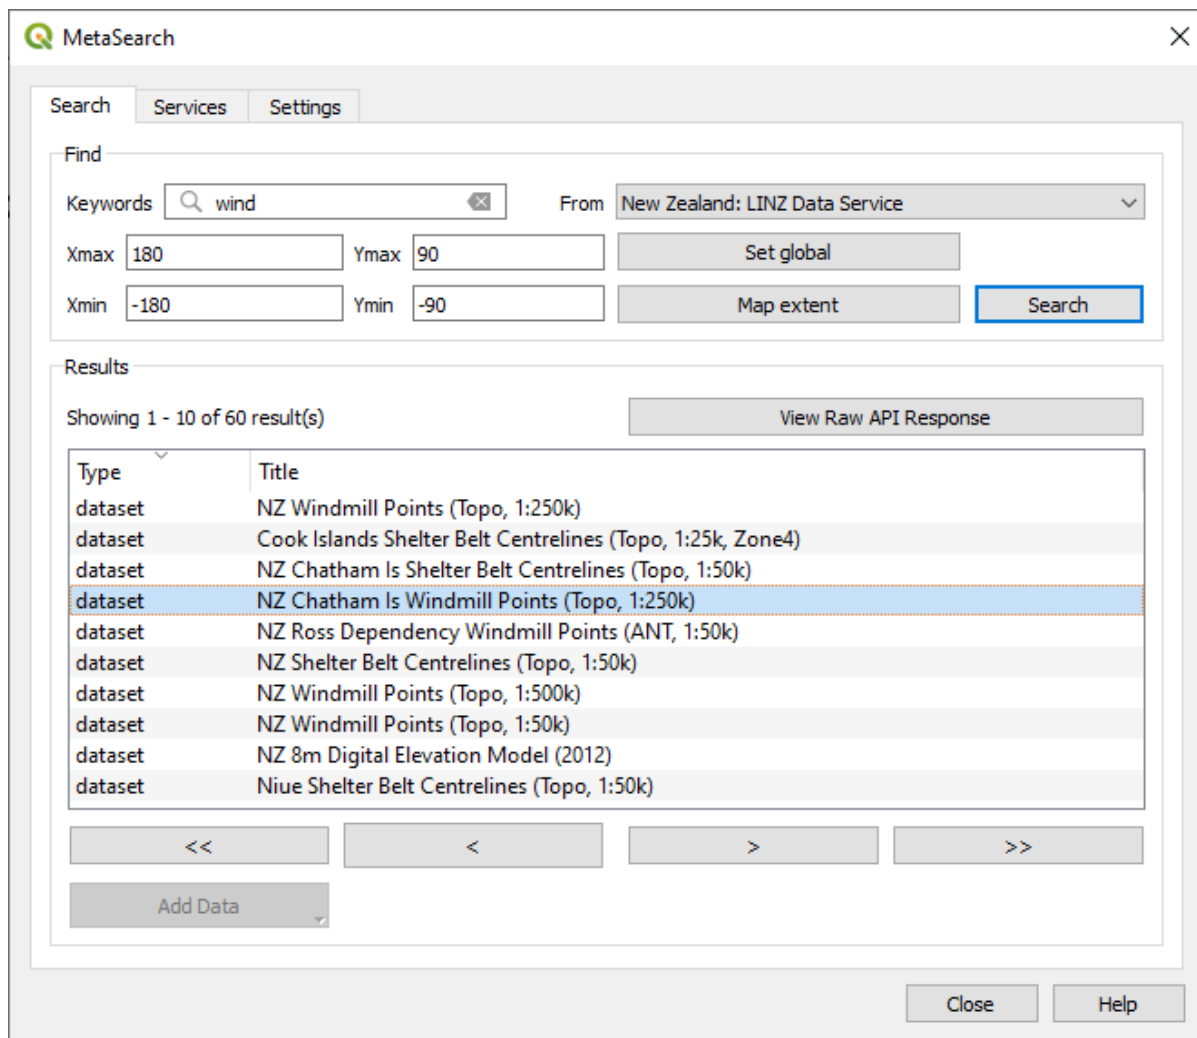 MetaSearch
Search Services Settings
Find
Keywords wind From New Zealand: LINZ Data Service
Xmax 180 Ymax 90 Set global
Xmin -180 Ymin -90 Map extent Search
Results
Showing 1 - 10 of 60 result(s) View Raw API Response
Type Title
dataset NZ Windmill Points (Topo, 1:250k)
dataset Cook Islands Shelter Belt Centrelines (Topo, 1:25k, Zone4)
dataset NZ Chatham Is Shelter Belt Centrelines (Topo, 1:50k)
dataset NZ Chatham Is Windmill Points (Topo, 1:250k)
dataset NZ Ross Dependency Windmill Points (ANT, 1:50k)
dataset NZ Shelter Belt Centrelines (Topo, 1:50k)
dataset NZ Windmill Points (Topo, 1:500k)
dataset NZ Windmill Points (Topo, 1:50k)
dataset NZ 8m Digital Elevation Model (2012)
dataset Niue Shelter Belt Centrelines (Topo, 1:50k)
<< < > >>
Add Data
Close Help